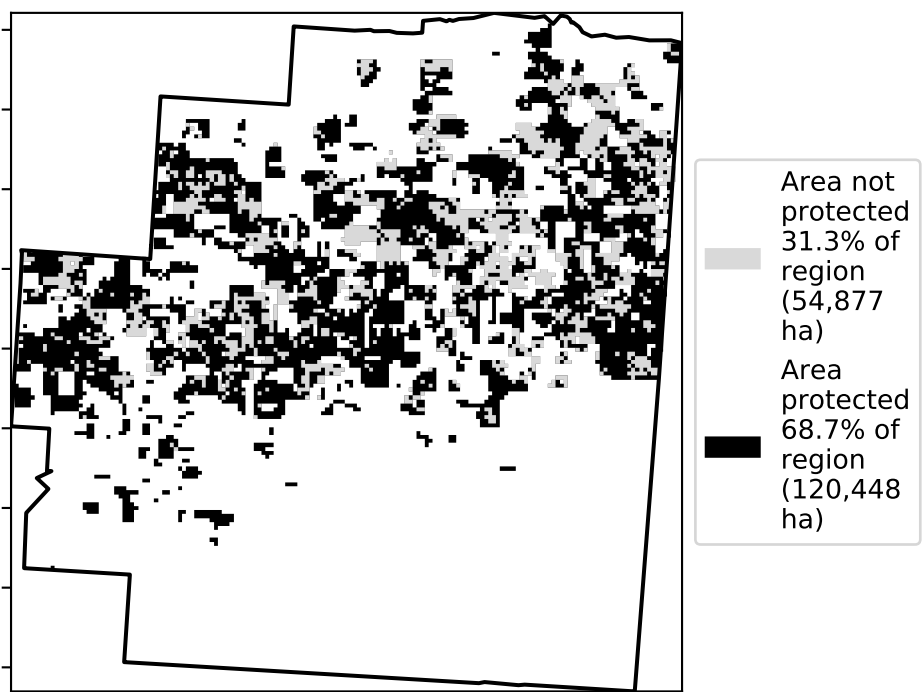 Area not
protected
31.3% of
region
(54,877
ha)
Area
protected
68.7% of
region
(120,448
ha)